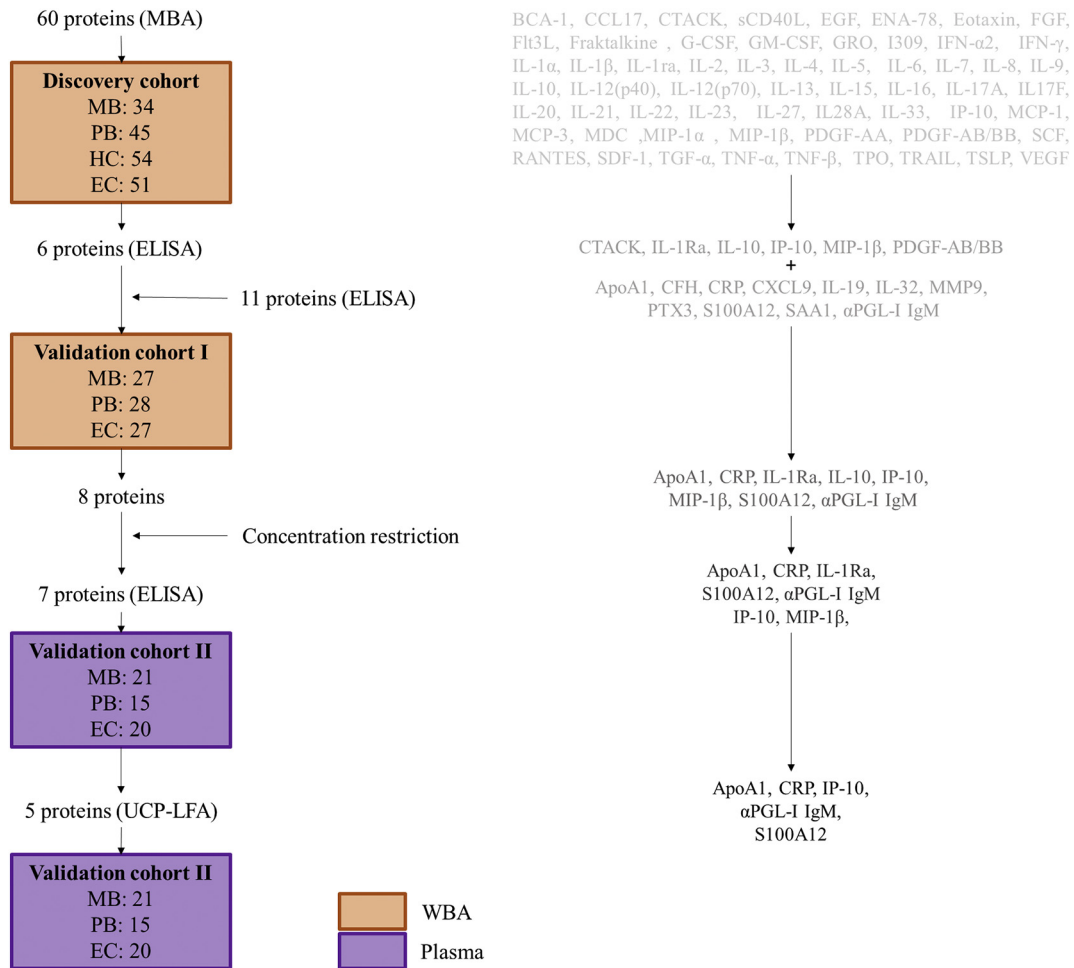 60 proteins (MBA)
Discovery cohort
MB: 34
PB: 45
HC: 54
EC: 51
6 proteins (ELISA)
11 proteins (ELISA)
Validation cohort I
MB: 27
PB: 28
EC: 27
8 proteins
Concentration restriction
7 proteins (ELISA)
Validation cohort II
MB: 21
PB: 15
EC: 20
5 proteins (UCP-LFA)
Validation cohort II
MB: 21
PB: 15
EC: 20
BCA-1, CCL17, CTACK, sCD40L, EGF, ENA-78, Eotaxin, FGF,
Flt3L, Fraktalkine , G-CSF, GM-CSF, GRO, I309, IFN-α2, IFN-γ,
IL-1α, IL-1β, IL-1ra, IL-2, IL-3, IL-4, IL-5, IL-6, IL-7, IL-8, IL-9,
IL-10, IL-12(p40), IL-12(p70), IL-13, IL-15, IL-16, IL-17A, IL17F,
IL-20, IL-21, IL-22, IL-23, IL-27, IL28A, IL-33, IP-10, MCP-1,
MCP-3, MDC ,MIP-1α , MIP-1β, PDGF-AA, PDGF-AB/BB, SCF,
RANTES, SDF-1, TGF-α, TNF-α, TNF-β, TPO, TRAIL, TSLP, VEGF
CTACK, IL-1Ra, IL-10, IP-10, MIP-1β, PDGF-AB/BB
+
ApoA1, CFH, CRP, CXCL9, IL-19, IL-32, MMP9,
PTX3, S100A12, SAA1, αPGL-I IgM
ApoA1, CRP, IL-1Ra, IL-10, IP-10,
MIP-1β, S100A12, αPGL-I IgM
ApoA1, CRP, IL-1Ra,
S100A12, αPGL-I IgM
IP-10, MIP-1β,
ApoA1, CRP, IP-10,
αPGL-I IgM,
S100A12
WBA
Plasma